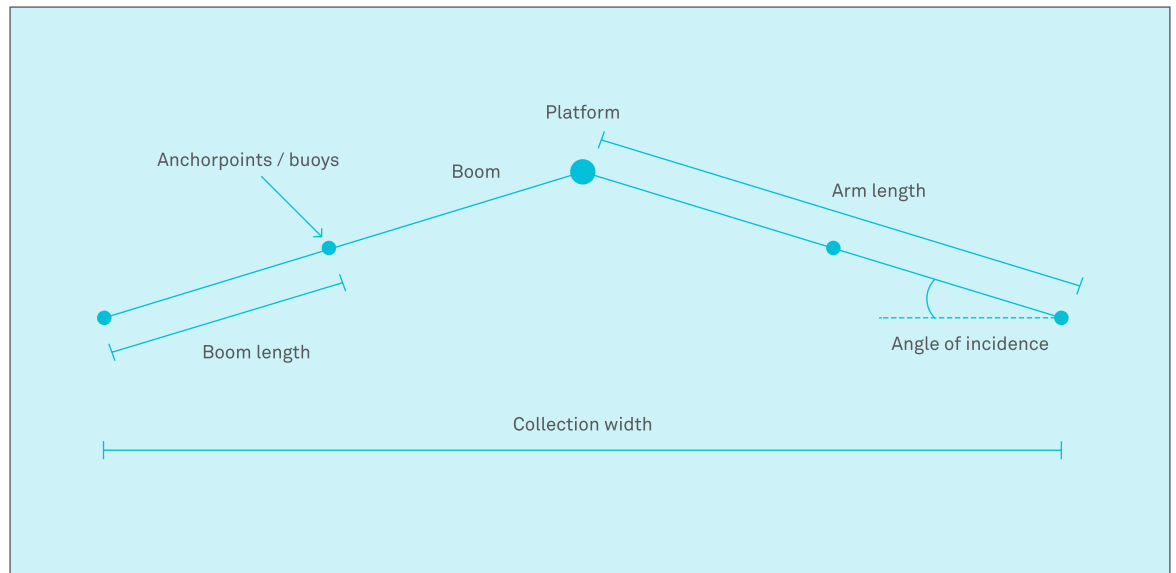 Platform
Anchorpoints / buoys
Boom
Arm length
Angle of incidence
Boom length
Collection width